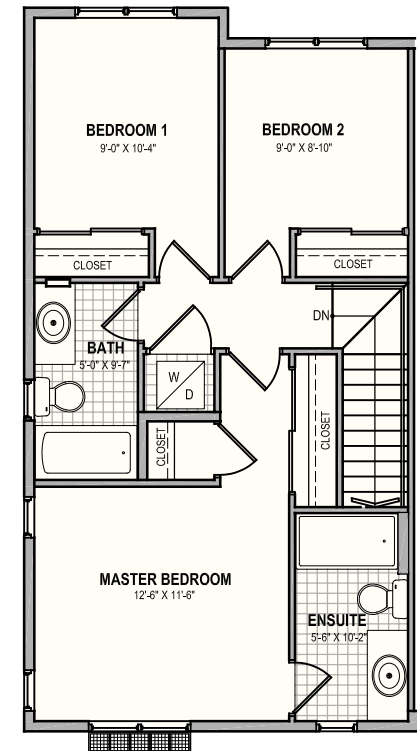 BEDROOM 1
9'-0" X 10'-4"
BEDROOM 2
9'-0" X 8'-10"
CLOSET
CLOSET
DN
BATH
5'-0" X 9'-7"
W
D
CLOSET
CLOSET
MASTER BEDROOM
12'-6" X 11'-6"
ENSUITE
5'-6" X 10'-2"